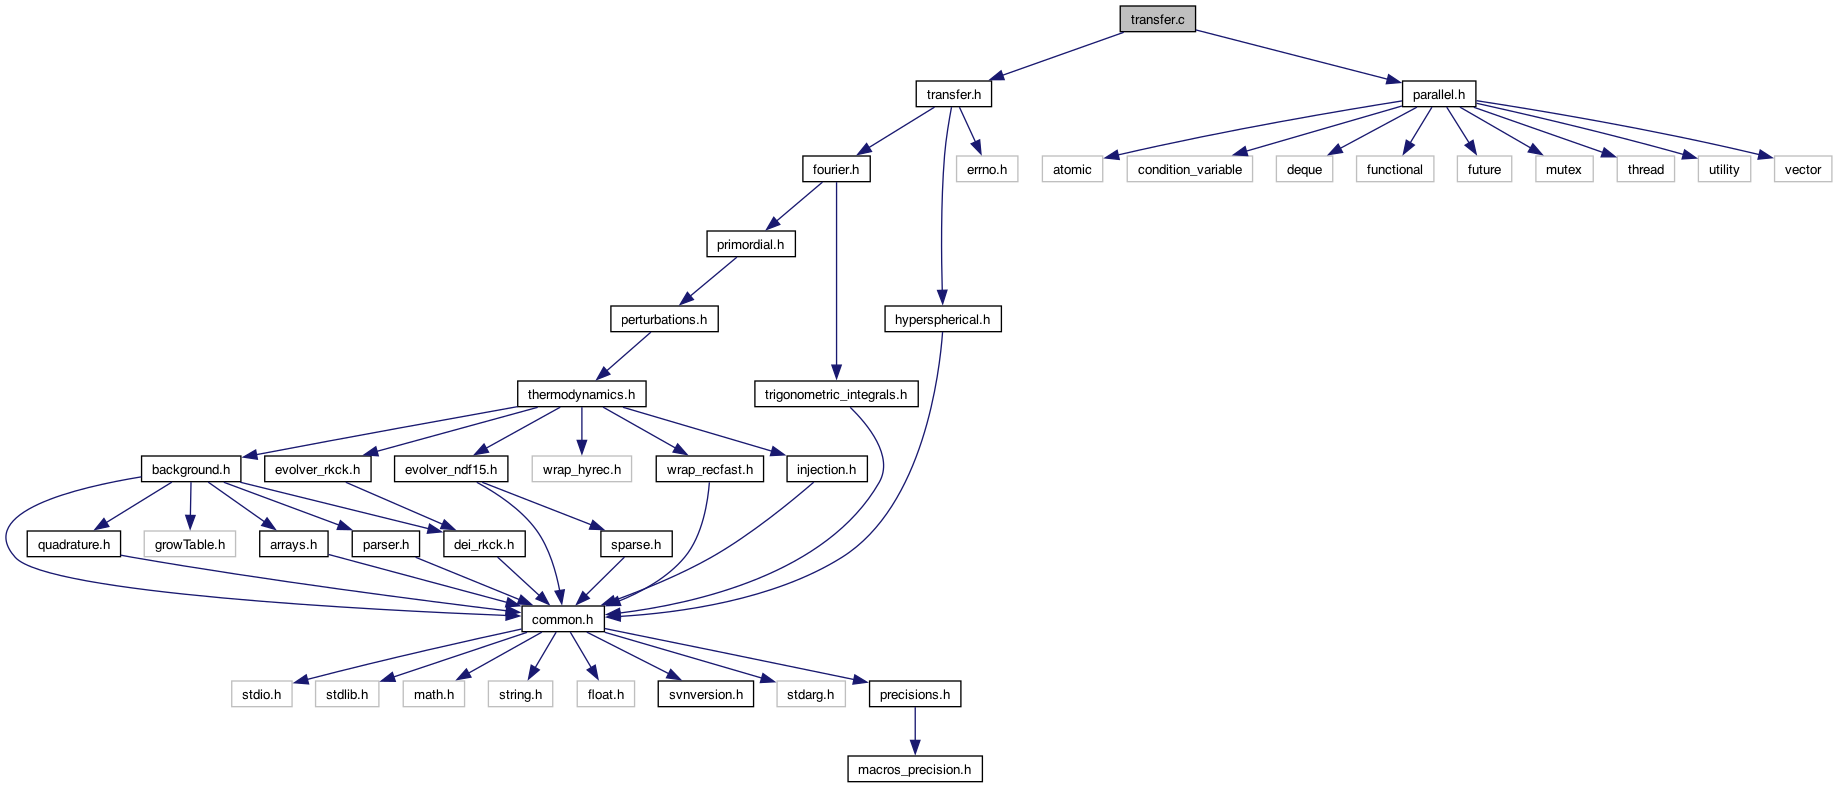 transfer.c
transfer.h
parallel.h
fourier.h
errno.h
atomic
condition_variable
deque
functional
future
mutex
thread
utility
vector
primordial.h
perturbations.h
hyperspherical.h
thermodynamics.h
trigonometric_integrals.h
background.h
evolver_rkck.h
evolver_ndf15.h
wrap_hyrec.h
wrap_recfast.h
injection.h
quadrature.h
growTable.h
arrays.h
parser.h
dei_rkck.h
sparse.h
common.h
stdio.h
stdlib.h
math.h
string.h
float.h
svnversion.h
stdarg.h
precisions.h
macros_precision.h